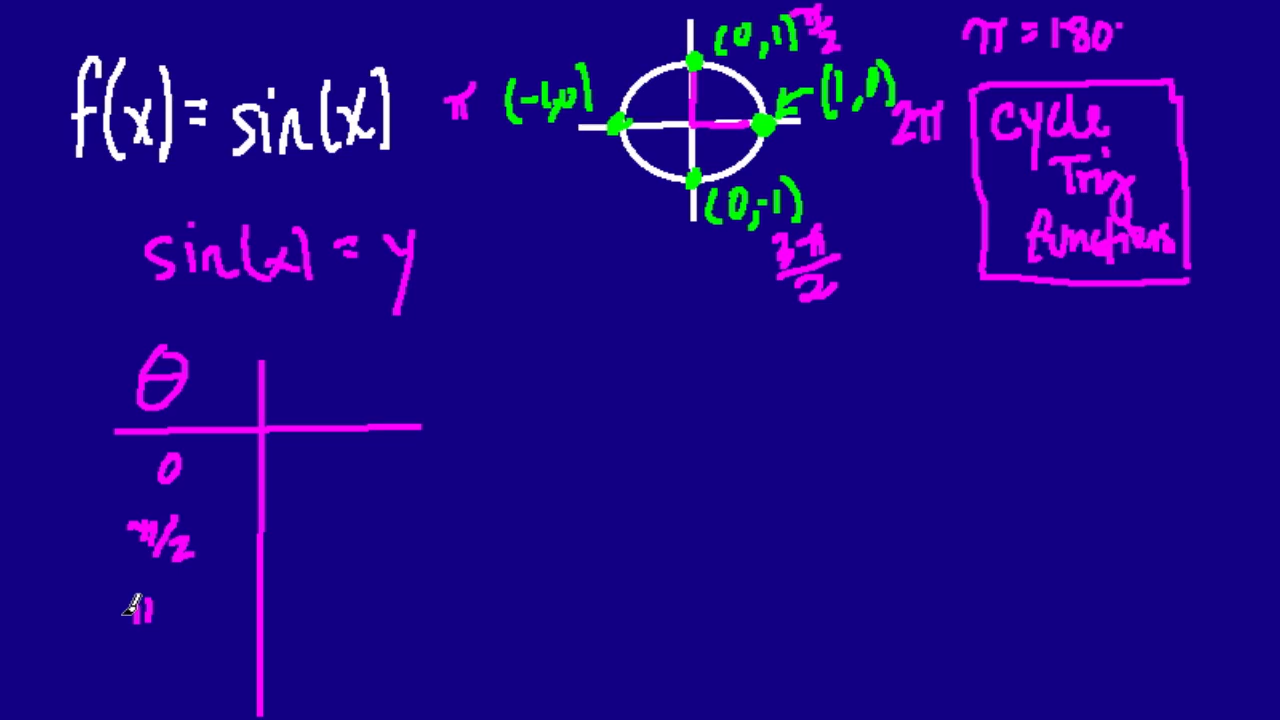 f(x) = sin(x)
π (-1,0)
(0,1) π/2
(1,0)
2π
(0,-1)
3π/2
π = 180°
cycle
Trig
functions
sin(x) = y
θ
0
π/2
π